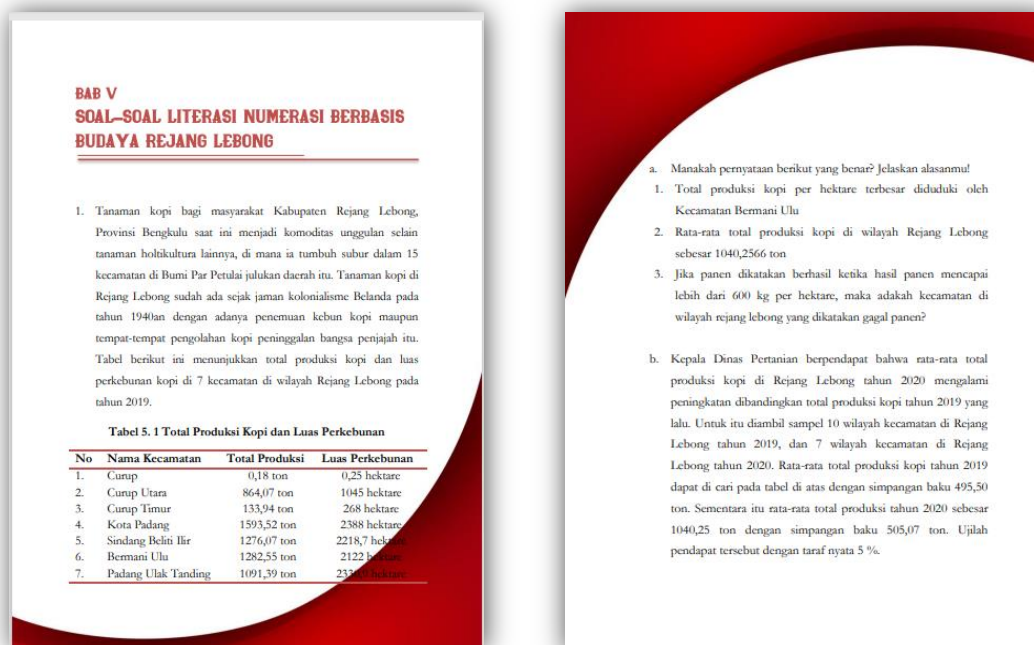 BAB V
SOAL-SOAL LITERASI NUMERASI BERBASIS
BUDAYA REJANG LEBONG
1. Tanaman kopi bagi masyarakat Kabupaten Rejang Lebong,
Provinsi Bengkulu saat ini menjadi komoditas unggulan selain
tanaman holtikultura lainnya, di mana ia tumbuh subur dalam 15
kecamatan di Bumi Pat Petulai julukan daerah itu. Tanaman kopi di
Rejang Lebong sudah ada sejak jaman kolonialisme Belanda pada
tahun 1940an dengan adanya penemuan kebun kopi maupun
tempat-tempat pengolahan kopi peninggalan bangsa penjajah itu.
Tabel berikut ini menunjukkan total produksi kopi dan luas
perkebunan kopi di 7 kecamatan di wilayah Rejang Lebong pada
tahun 2019.
Tabel 5. 1 Total Produksi Kopi dan Luas Perkebunan
No Nama Kecamatan Total Produksi Luas Perkebunan
1. Curup 0,18 ton 0,25 hektare
2. Curup Utara 864,07 ton 1045 hektare
3. Curup Timur 133,94 ton 268 hektare
4. Kota Padang 1593,52 ton 2388 hektare
5. Sindang Beliti Ilir 1276,07 ton 2218,7 hektare
6. Bermani Ulu 1282,55 ton 2122 hektare
7. Padang Ulak Tanding 1091,39 ton hektare
a. Manakah pernyataan berikut yang benar? Jelaskan alasanmu!
1. Total produksi kopi per hektare terbesar diduduki oleh
Kecamatan Bermani Ulu
2. Rata-rata total produksi kopi di wilayah Rejang Lebong
sebesar 1040,2566 ton
3. Jika panen dikatakan berhasil ketika hasil panen mencapai
lebih dari 600 kg per hektare, maka adakah kecamatan di
wilayah rejang lebong yang dikatakan gagal panen?
b. Kepala Dinas Pertanian berpendapat bahwa rata-rata total
produksi kopi di Rejang Lebong tahun 2020 mengalami
peningkatan dibandingkan total produksi kopi tahun 2019 yang
lalu. Untuk itu diambil sampel 10 wilayah kecamatan di Rejang
Lebong tahun 2019, dan 7 wilayah kecamatan di Rejang
Lebong tahun 2020. Rata-rata total produksi kopi tahun 2019
dapat di cari pada tabel di atas dengan simpangan baku 495,50
ton. Sementara itu rata-rata total produksi tahun 2020 sebesar
1040,25 ton dengan simpangan baku 505,07 ton. Ujilah
pendapat tersebut dengan taraf nyata 5 %.